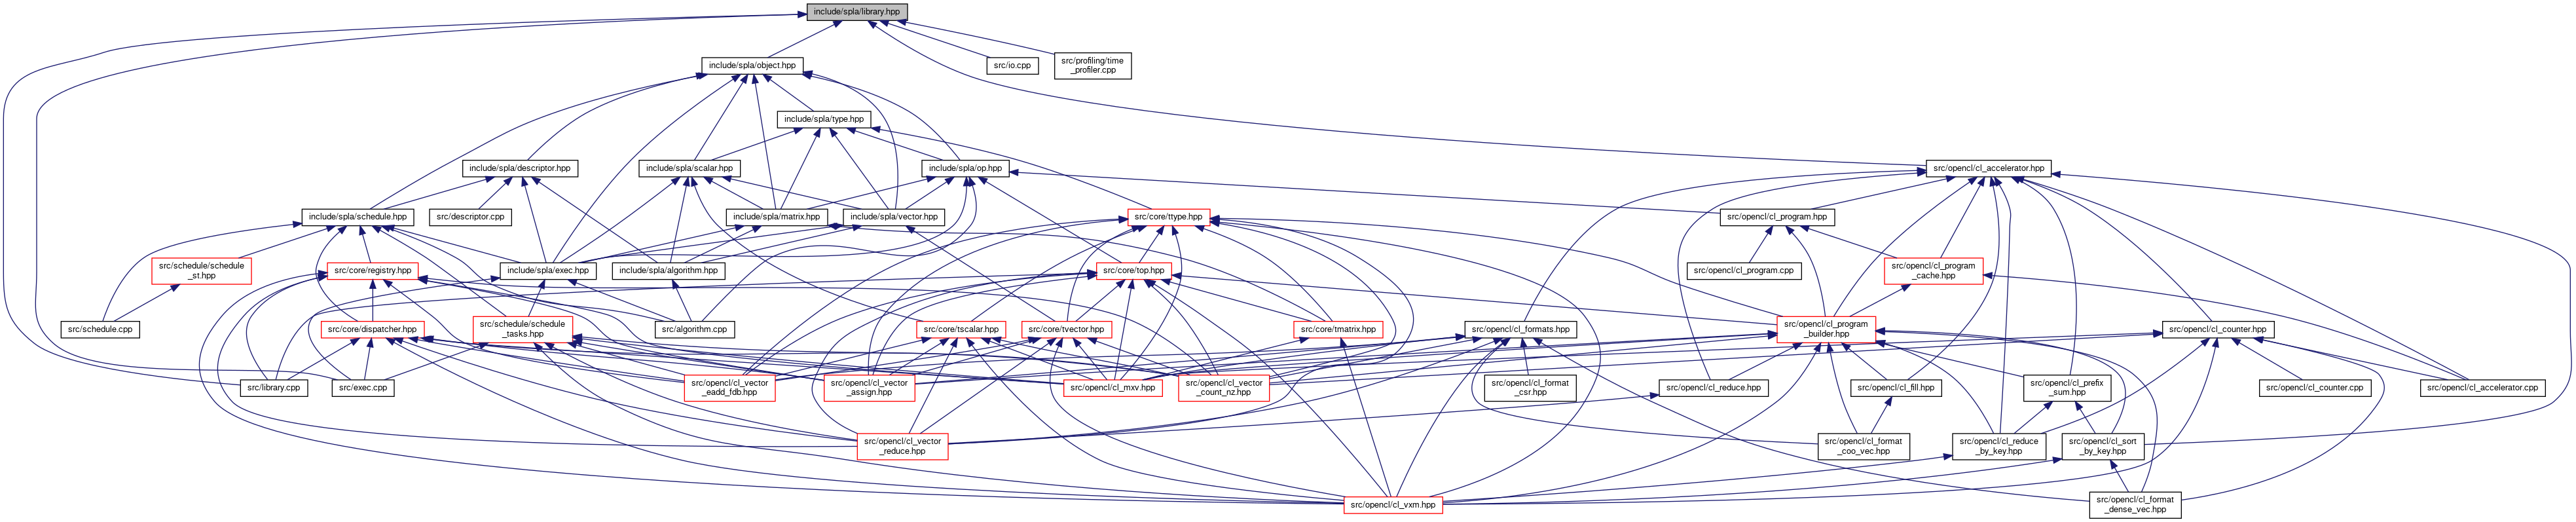 include/spla/library.hpp
include/spla/object.hpp
src/io.cpp
src/profiling/time
_profiler.cpp
include/spla/type.hpp
include/spla/descriptor.hpp
include/spla/scalar.hpp
include/spla/op.hpp
src/opencl/cl_accelerator.hpp
include/spla/schedule.hpp
src/descriptor.cpp
include/spla/matrix.hpp
include/spla/vector.hpp
src/core/ttype.hpp
src/opencl/cl_program.hpp
src/schedule/schedule
_st.hpp
src/core/registry.hpp
include/spla/exec.hpp
include/spla/algorithm.hpp
src/core/top.hpp
src/opencl/cl_program.cpp
src/opencl/cl_program
_cache.hpp
src/schedule.cpp
src/core/dispatcher.hpp
src/schedule/schedule
_tasks.hpp
src/algorithm.cpp
src/core/tscalar.hpp
src/core/tvector.hpp
src/core/tmatrix.hpp
src/opencl/cl_formats.hpp
src/opencl/cl_program
_builder.hpp
src/opencl/cl_counter.hpp
src/library.cpp
src/exec.cpp
src/opencl/cl_vector
_eadd_fdb.hpp
src/opencl/cl_vector
_assign.hpp
src/opencl/cl_mxv.hpp
src/opencl/cl_vector
_count_nz.hpp
src/opencl/cl_format
_csr.hpp
src/opencl/cl_reduce.hpp
src/opencl/cl_fill.hpp
src/opencl/cl_prefix
_sum.hpp
src/opencl/cl_counter.cpp
src/opencl/cl_accelerator.cpp
src/opencl/cl_vector
_reduce.hpp
src/opencl/cl_format
_coo_vec.hpp
src/opencl/cl_reduce
_by_key.hpp
src/opencl/cl_sort
_by_key.hpp
src/opencl/cl_vxm.hpp
src/opencl/cl_format
_dense_vec.hpp